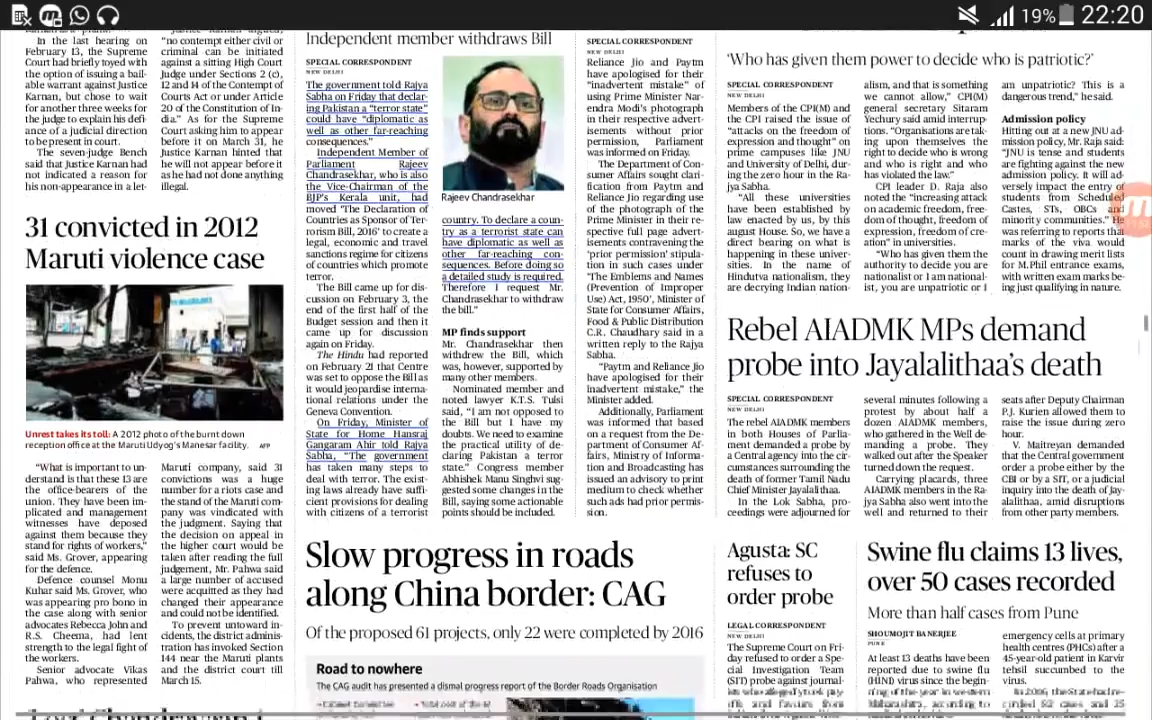 19%
22:20
In the last hearing on
February 13, the Supreme
Court had briefly toyed with
the option of issuing a bail-
able warrant against Justice
Karnan, but chose to wait
for another three weeks for
the judge to explain his defi-
ance of a judicial direction
to be present in court.
The seven-judge Bench
said that Justice Karnan had
not indicated a reason for
his non-appearance in a let-
“no contempt either civil or
criminal can be initiated
against a sitting High Court
Judge under Sections 2 (c),
12 and 14 of the Contempt of
Courts Act or under Article
20 of the Constitution of In-
dia.” As for the Supreme
Court asking him to appear
before it on March 31, he
Justice Karnan hinted that
he will not appear before it
as he had not done anything
illegal.
31 convicted in 2012
Maruti violence case
Unrest takes its toll: A 2012 photo of the burnt down
reception office at the Maruti Udyog's Manesar facility. AFP
“What is important to un-
derstand is that these 13 are
the office-bearers of the
union. They have been im-
plicated and management
witnesses have deposed
against them because they
stand for rights of workers,”
said Ms. Grover, appearing
for the defence.
Defence counsel Monu
Kuhar said Ms. Grover, who
was appearing pro bono in
the case along with senior
advocates Rebecca John and
R.S. Cheema, had lent
strength to the legal fight of
the workers.
Senior advocate Vikas
Pahwa, who represented
Maruti company, said 31
convictions was a huge
number for a riots case and
the stand of the Maruti com-
pany was vindicated with
the judgment. Saying that
the decision on appeal in
the higher court would be
taken after reading the full
judgement, Mr. Pahwa said
a large number of accused
were acquitted as they had
changed their appearance
and could not be identified.
To prevent untoward in-
cidents, the district adminis-
tration has invoked Section
144 near the Maruti plants
and the district court till
March 15.
Independent member withdraws Bill
SPECIAL CORRESPONDENT
NEW DELHI
The government told Rajya
Sabha on Friday that declar-
ing Pakistan a “terror state”
could have “diplomatic as
well as other far-reaching
consequences.”
Independent Member of
Parliament Rajeev
Chandrasekhar, who is also
the Vice-Chairman of the
BJP's Kerala unit, had
moved ‘The Declaration of
Countries as Sponsor of Ter-
rorism Bill, 2016’ to create a
legal, economic and travel
sanctions regime for citizens
of countries which promote
terror.
The Bill came up for dis-
cussion on February 3, the
end of the first half of the
Budget session and then it
came up for discussion
again on Friday.
The Hindu had reported
on February 21 that Centre
was set to oppose the Bill as
it would jeopardise interna-
tional relations under the
Geneva Convention.
On Friday, Minister of
State for Home Hansraj
Gangaram Ahir told Rajya
Sabha, “The government
has taken many steps to
deal with terror. The exist-
ing laws already have suffi-
cient provisions for dealing
with citizens of a terrorist
Rajeev Chandrasekhar
country. To declare a coun-
try as a terrorist state can
have diplomatic as well as
other far-reaching con-
sequences. Before doing so
a detailed study is required.
Therefore I request Mr.
Chandrasekhar to withdraw
the bill.”
MP finds support
Mr. Chandrasekhar then
withdrew the Bill, which
was, however, supported by
many other members.
Nominated member and
noted lawyer K.T.S. Tulsi
said, “I am not opposed to
the Bill but I have my
doubts. We need to examine
the practical utility of de-
claring Pakistan a terror
state.” Congress member
Abhishek Manu Singhvi sug-
gested some changes in the
Bill, saying some actionable
points should be included.
SPECIAL CORRESPONDENT
NEW DELHI
Reliance Jio and Paytm
have apologised for their
“inadvertent mistake” of
using Prime Minister Nar-
endra Modi's photograph
in their respective advert-
isements without prior
permission, Parliament
was informed on Friday.
The Department of Con-
sumer Affairs sought clari-
fication from Paytm and
Reliance Jio regarding use
of the photograph of the
Prime Minister in their re-
spective full page advert-
isements contravening the
‘prior permission’ stipula-
tion in such cases under
‘The Emblems and Names
(Prevention of Improper
Use) Act, 1950’, Minister of
State for Consumer Affairs,
Food & Public Distribution
C.R. Chaudhary said in a
written reply to the Rajya
Sabha.
“Paytm and Reliance Jio
have apologised for their
inadvertent mistake,” the
Minister added.
Additionally, Parliament
was informed that based
on a request from the De-
partment of Consumer Af-
fairs, Ministry of Informa-
tion and Broadcasting has
issued an advisory to print
medium to check whether
such ads had prior permis-
sion.
‘Who has given them power to decide who is patriotic?’
SPECIAL CORRESPONDENT
NEW DELHI
Members of the CPI(M) and
the CPI raised the issue of
“attacks on the freedom of
expression and thought” on
prime campuses like JNU
and University of Delhi, dur-
ing the zero hour in the Ra-
jya Sabha.
“All these universities
have been established by
law enacted by us, by this
august House. So, we have a
direct bearing on what is
happening in these univer-
sities. In the name of
Hindutva nationalism, they
are decrying Indian nation-
alism, and that is something
we cannot allow,” CPI(M)
general secretary Sitaram
Yechury said amid interrup-
tions. “Organisations are tak-
ing upon themselves the
right to decide who is wrong
and who is right and who
has violated the law.”
CPI leader D. Raja also
noted the “increasing attack
on academic freedom, free-
dom of thought, freedom of
expression, freedom of cre-
ation” in universities.
“Who has given them the
authority to decide you are
nationalist or I am national-
ist, you are unpatriotic or I
am unpatriotic? This is a
dangerous trend,” he said.
Admission policy
Hitting out at a new JNU ad-
mission policy, Mr. Raja said:
“JNU is tense and students
are fighting against the new
admission policy. It will ad-
versely impact the entry of
students from Scheduled
Castes, STs, OBCs and
minority communities.” He
was referring to reports that
marks of the viva would
count in drawing merit lists
for M.Phil entrance exams,
with written exam marks be-
ing just qualifying in nature.
Rebel AIADMK MPs demand
probe into Jayalalithaa's death
SPECIAL CORRESPONDENT
NEW DELHI
The rebel AIADMK members
in both Houses of Parlia-
ment demanded a probe by
a Central agency into the cir-
cumstances surrounding the
death of former Tamil Nadu
Chief Minister Jayalalithaa.
In the Lok Sabha, pro-
ceedings were adjourned for
several minutes following a
protest by about half a
dozen AIADMK members,
who gathered in the Well de-
manding a probe. They
walked out after the Speaker
turned down the request.
Carrying placards, three
AIADMK members in the Ra-
jya Sabha also went into the
well and returned to their
seats after Deputy Chairman
P.J. Kurien allowed them to
raise the issue during zero
hour.
V. Maitreyan demanded
that the Central government
order a probe either by the
CBI or by a SIT, or a judicial
inquiry into the death of Jay-
alalithaa, amid disruptions
from other party members.
Slow progress in roads
along China border: CAG
Of the proposed 61 projects, only 22 were completed by 2016
Road to nowhere
The CAG audit has presented a dismal progress report of the Border Roads Organisation
Agusta: SC
refuses to
order probe
LEGAL CORRESPONDENT
NEW DELHI
The Supreme Court on Fri-
day refused to order a Spe-
cial Investigation Team
(SIT) probe against journal-
Swine flu claims 13 lives,
over 50 cases recorded
More than half cases from Pune
SHOUMOJIT BANERJEE
PUNE
At least 13 deaths have been
reported due to swine flu
(H1N1) virus since the begin-
emergency cells at primary
health centres (PHCs) after a
45-year-old patient in Karvir
tehsil succumbed to the
virus.